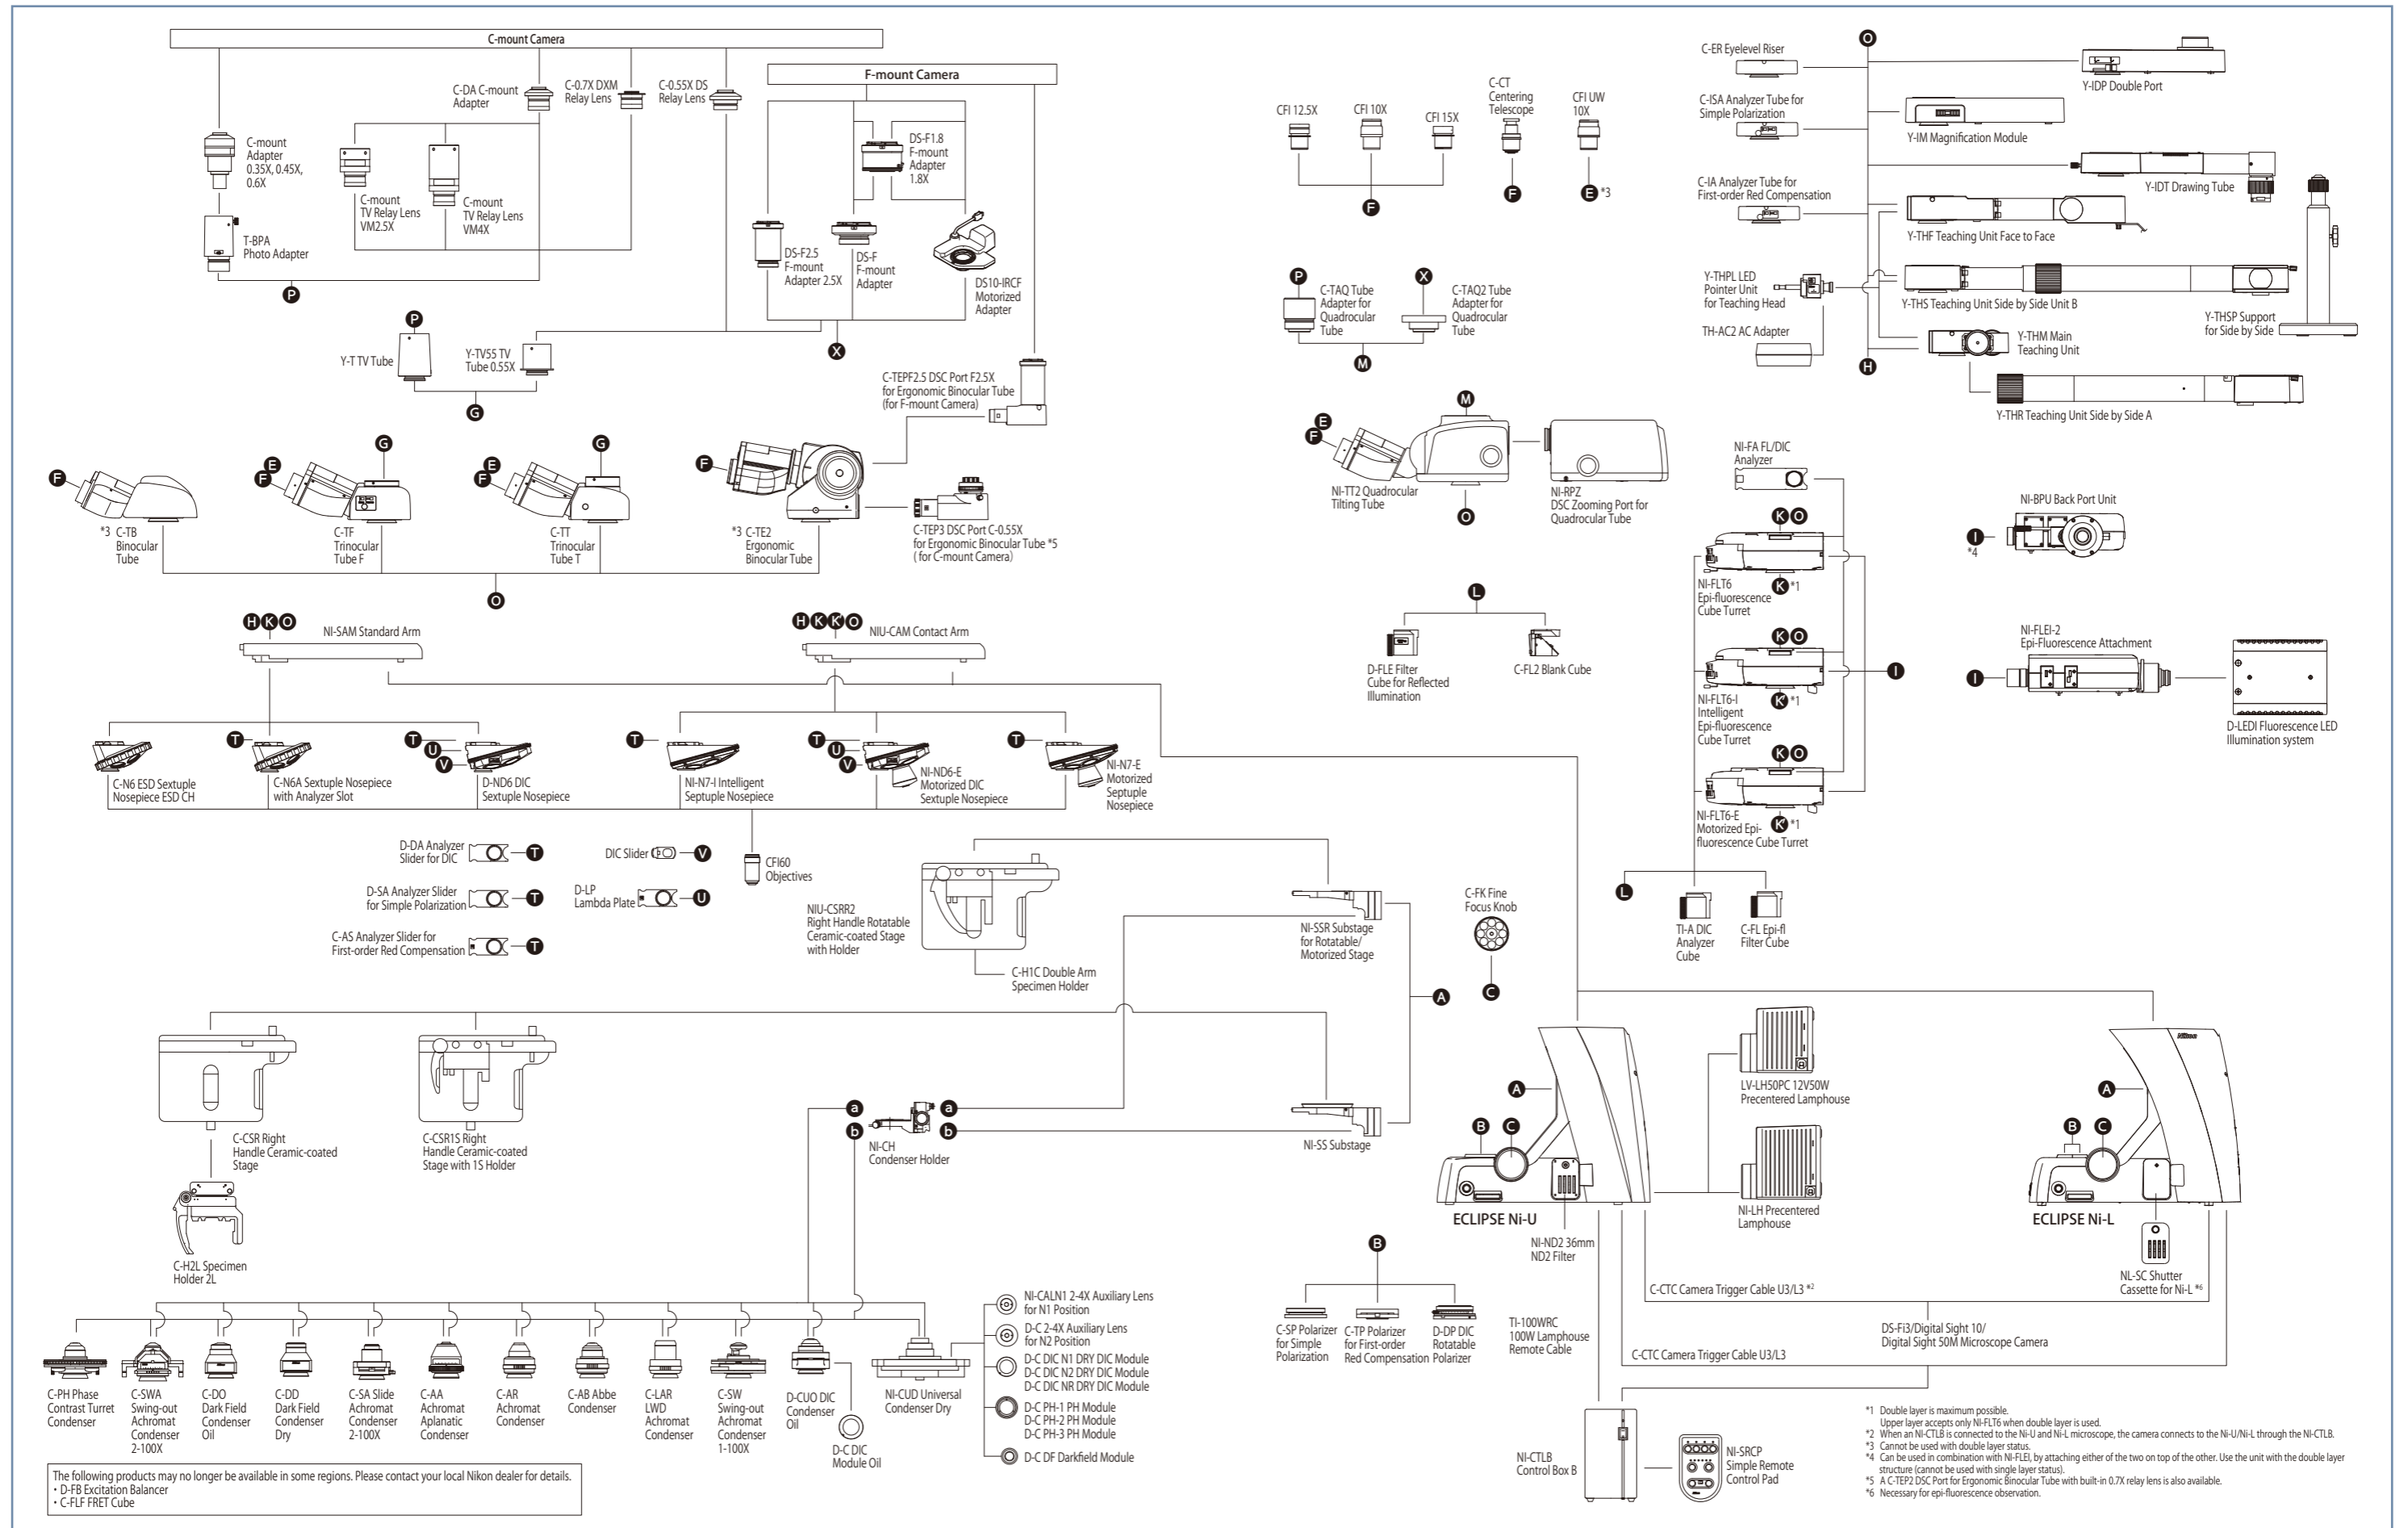 C-mount Camera
F-mount Camera
C-DA C-mount
Adapter
C-0.7X DXM
Relay Lens
C-0.55X DS
Relay Lens
C-mount
Adapter
0.35X, 0.45X,
0.6X
C-mount
TV Relay Lens
VM2.5X
C-mount
TV Relay Lens
VM4X
T-BPA
Photo Adapter
P
DS-F1.8
F-mount
Adapter
1.8X
DS-F2.5
F-mount
Adapter 2.5X
DS-F
F-mount
Adapter
DS10-IRCF
Motorized
Adapter
X
P
Y-T TV Tube
Y-TV55 TV
Tube 0.55X
G
C-TEPF2.5 DSC Port F2.5X
for Ergonomic Binocular Tube
(for F-mount Camera)
F
E
F
G
E
F
G
F
*3 C-TB
Binocular
Tube
C-TF
Trinocular
Tube F
C-TT
Trinocular
Tube T
*3 C-TE2
Ergonomic
Binocular Tube
C-TEP3 DSC Port C-0.55X
for Ergonomic Binocular Tube *5
( for C-mount Camera)
O
CFI 12.5X
CFI 10X
CFI 15X
C-CT
Centering
Telescope
CFI UW
10X
F
F
E *3
P
C-TAQ Tube
Adapter for
Quadrocular
Tube
X
C-TAQ2 Tube
Adapter for
Quadrocular
Tube
M
M
E
F
NI-TT2 Quadrocular
Tilting Tube
O
NI-RPZ
DSC Zooming Port for
Quadrocular Tube
O
C-ER Eyelevel Riser
Y-IDP Double Port
C-ISA Analyzer Tube for
Simple Polarization
Y-IM Magnification Module
Y-IDT Drawing Tube
C-IA Analyzer Tube for
First-order Red Compensation
Y-THF Teaching Unit Face to Face
Y-THPL LED
Pointer Unit
for Teaching Head
Y-THS Teaching Unit Side by Side Unit B
Y-THSP Support
for Side by Side
TH-AC2 AC Adapter
Y-THM Main
Teaching Unit
H
Y-THR Teaching Unit Side by Side A
NI-FA FL/DIC
Analyzer
K O
NI-FLT6
Epi-fluorescence
Cube Turret
K *1
NI-BPU Back Port Unit
I
*4
K O
NI-FLT6-I
Intelligent
Epi-fluorescence
Cube Turret
K' *1
I
NI-FLEI-2
Epi-Fluorescence Attachment
I
D-LEDI Fluorescence LED
Illumination system
K O
NI-FLT6-E
Motorized Epi-
fluorescence Cube Turret
K' *1
L
TI-A DIC
Analyzer
Cube
C-FL Epi-fl
Filter Cube
L
D-FLE Filter
Cube for Reflected
Illumination
C-FL2 Blank Cube
H K O
NI-SAM Standard Arm
H K K' O
NIU-CAM Contact Arm
C-N6 ESD Sextuple
Nosepiece ESD CH
T
C-N6A Sextuple Nosepiece
with Analyzer Slot
T
U
V
D-ND6 DIC
Sextuple Nosepiece
T
NI-N7-I Intelligent
Septuple Nosepiece
T
U
V
NI-ND6-E
Motorized DIC
Sextuple Nosepiece
T
NI-N7-E
Motorized
Septuple
Nosepiece
D-DA Analyzer
Slider for DIC
T
DIC Slider
V
CFI60
Objectives
D-SA Analyzer Slider
for Simple Polarization
T
D-LP
Lambda Plate
U
C-AS Analyzer Slider for
First-order Red Compensation
T
NIU-CSRR2
Right Handle Rotatable
Ceramic-coated Stage
with Holder
C-H1C Double Arm
Specimen Holder
NI-SSR Substage
for Rotatable/
Motorized Stage
C-FK Fine
Focus Knob
C
A
C-CSR Right
Handle Ceramic-coated
Stage
C-CSR1S Right
Handle Ceramic-coated
Stage with 1S Holder
C-H2L Specimen
Holder 2L
a
b
a
b
NI-CH
Condenser Holder
NI-SS Substage
A
B
C
ECLIPSE Ni-U
NI-ND2 36mm
ND2 Filter
LV-LH50PC 12V50W
Precentered Lamphouse
NI-LH Precentered
Lamphouse
Nikon
A
B
C
ECLIPSE Ni-L
NL-SC Shutter
Cassette for Ni-L *6
B
C-SP Polarizer
for Simple
Polarization
C-TP Polarizer
for First-order
Red Compensation
D-DP DIC
Rotatable
Polarizer
TI-100WRC
100W Lamphouse
Remote Cable
C-CTC Camera Trigger Cable U3/L3 *2
DS-Fi3/Digital Sight 10/
Digital Sight 50M Microscope Camera
C-CTC Camera Trigger Cable U3/L3
NI-CTLB
Control Box B
NI-SRCP
Simple Remote
Control Pad
C-PH Phase
Contrast Turret
Condenser
C-SWA
Swing-out
Achromat
Condenser
2-100X
C-DO
Dark Field
Condenser
Oil
C-DD
Dark Field
Condenser
Dry
C-SA Slide
Achromat
Condenser
2-100X
C-AA
Achromat
Aplanatic
Condenser
C-AR
Achromat
Condenser
C-AB Abbe
Condenser
C-LAR
LWD
Achromat
Condenser
C-SW
Swing-out
Achromat
Condenser
1-100X
D-CUO DIC
Condenser
Oil
D-C DIC
Module Oil
NI-CUD Universal
Condenser Dry
NI-CALN1 2-4X Auxiliary Lens
for N1 Position
D-C 2-4X Auxiliary Lens
for N2 Position
D-C DIC N1 DRY DIC Module
D-C DIC N2 DRY DIC Module
D-C DIC NR DRY DIC Module
D-C PH-1 PH Module
D-C PH-2 PH Module
D-C PH-3 PH Module
D-C DF Darkfield Module
The following products may no longer be available in some regions. Please contact your local Nikon dealer for details.
• D-FB Excitation Balancer
• C-FLF FRET Cube
*1 Double layer is maximum possible.
Upper layer accepts only NI-FLT6 when double layer is used.
*2 When an NI-CTLB is connected to the Ni-U and Ni-L microscope, the camera connects to the Ni-U/Ni-L through the NI-CTLB.
*3 Cannot be used with double layer status.
*4 Can be used in combination with NI-FLEI, by attaching either of the two on top of the other. Use the unit with the double layer
structure (cannot be used with single layer status).
*5 A C-TEP2 DSC Port for Ergonomic Binocular Tube with built-in 0.7X relay lens is also available.
*6 Necessary for epi-fluorescence observation.